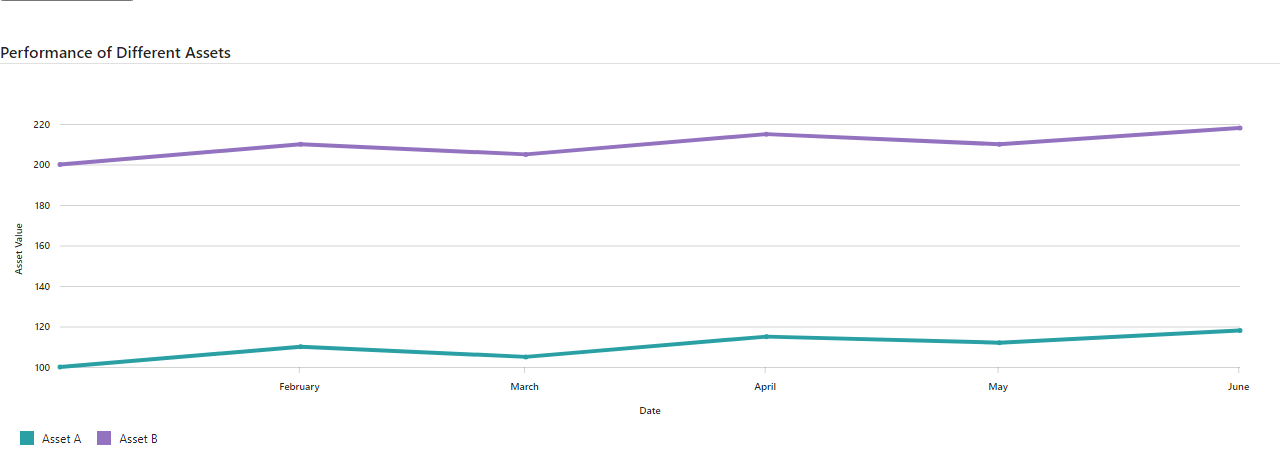 Performance of Different Assets
220
200
180
160
140
120
100
Asset Value
February March April May June
Date
Asset A Asset B